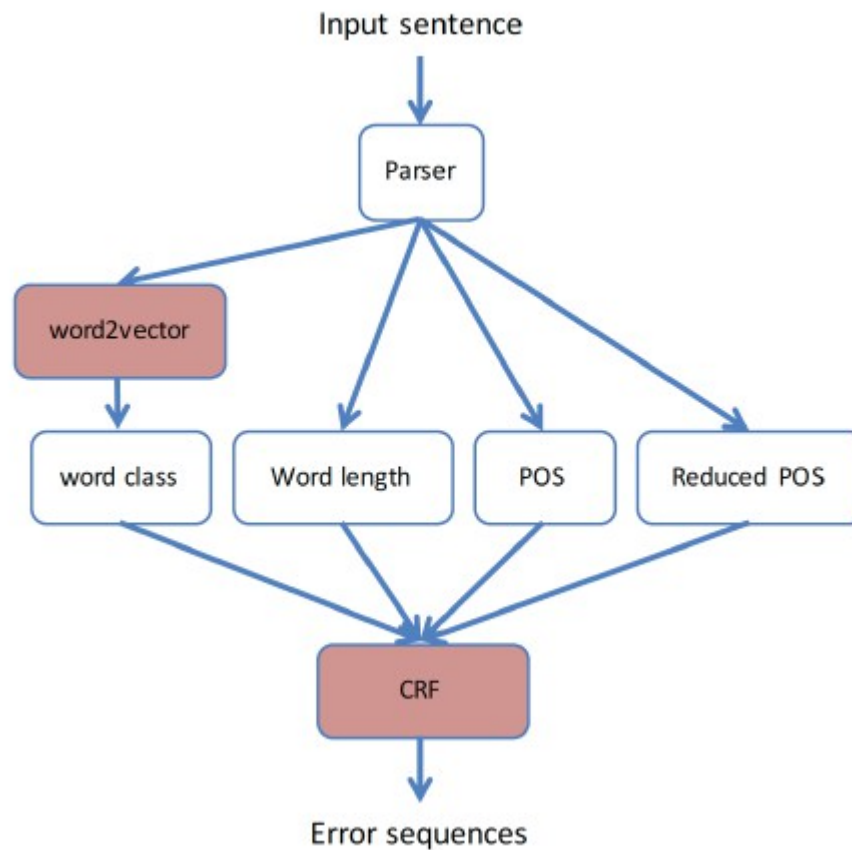 Input sentence
Parser
word2vector
word class
Word length
POS
Reduced POS
CRF
Error sequences